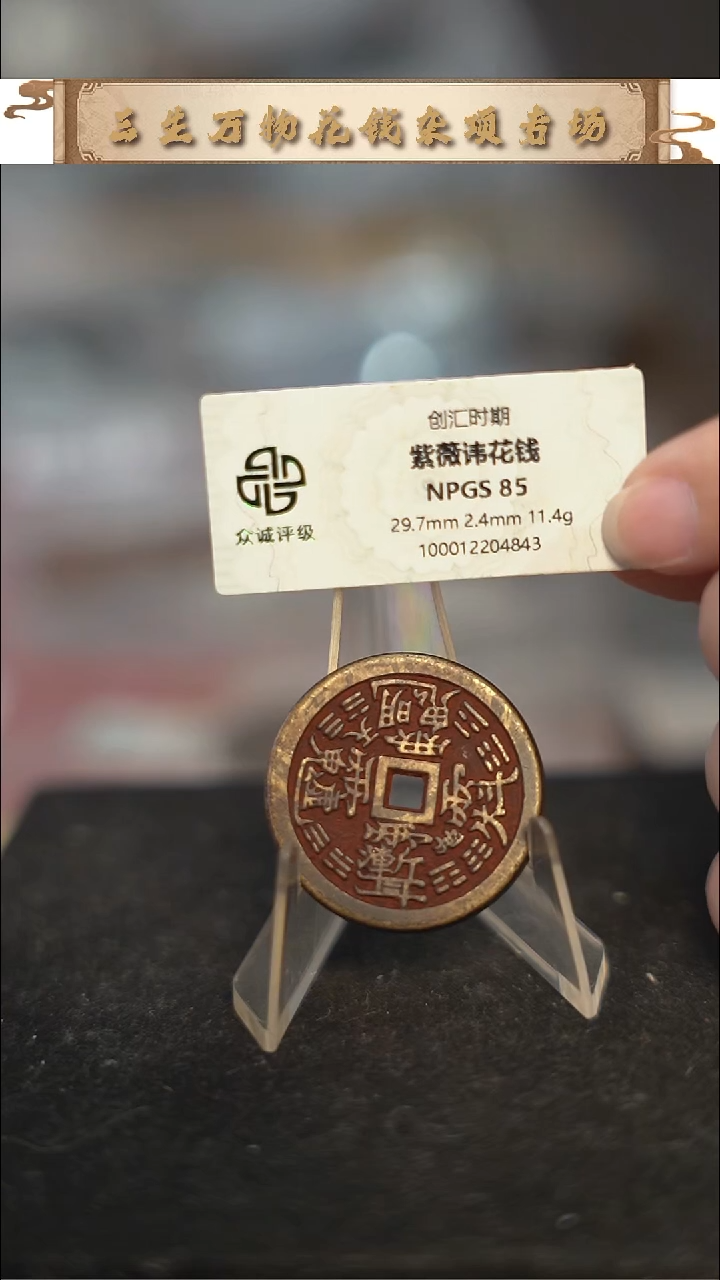 三生万物花钱杂项专场
创汇时期
紫薇讳花钱
NPGS 85
29.7mm 2.4mm 11.4g
100012204843
众诚评级